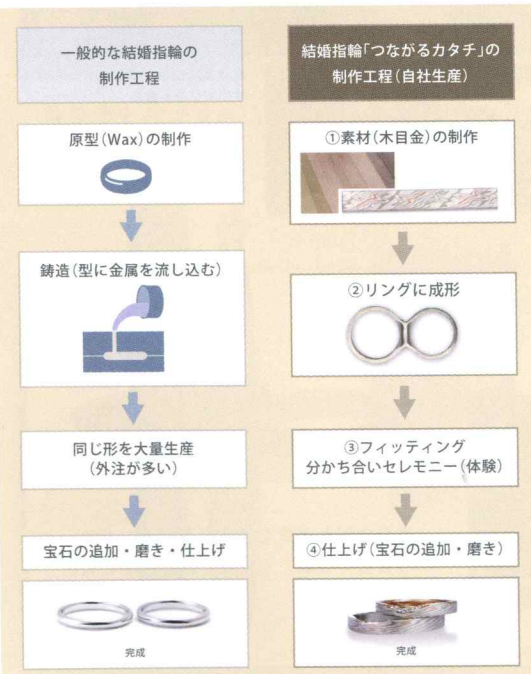 一般的な結婚指輪の
制作工程
原型(Wax)の制作
鋳造(型に金属を流し込む)
同じ形を大量生産
(外注が多い)
宝石の追加・磨き・仕上げ
完成
結婚指輪「つながるカタチ」の
制作工程(自社生産)
①素材(木目金)の制作
②リングに成形
③フィッティング
分かち合いセレモニー(体験)
④仕上げ(宝石の追加・磨き)
完成